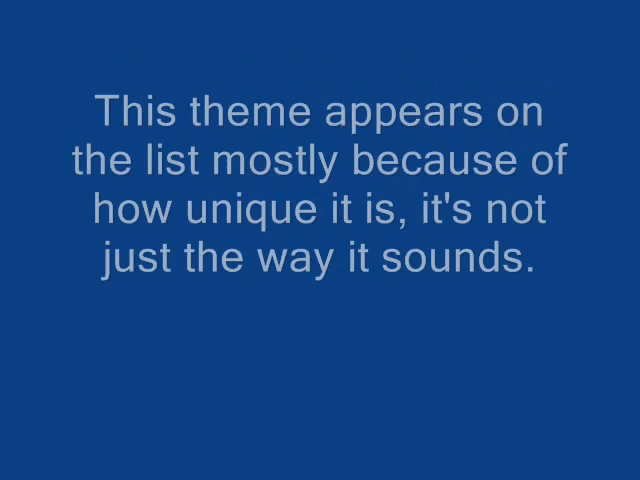 This theme appears on
the list mostly because of
how unique it is, it's not
just the way it sounds.